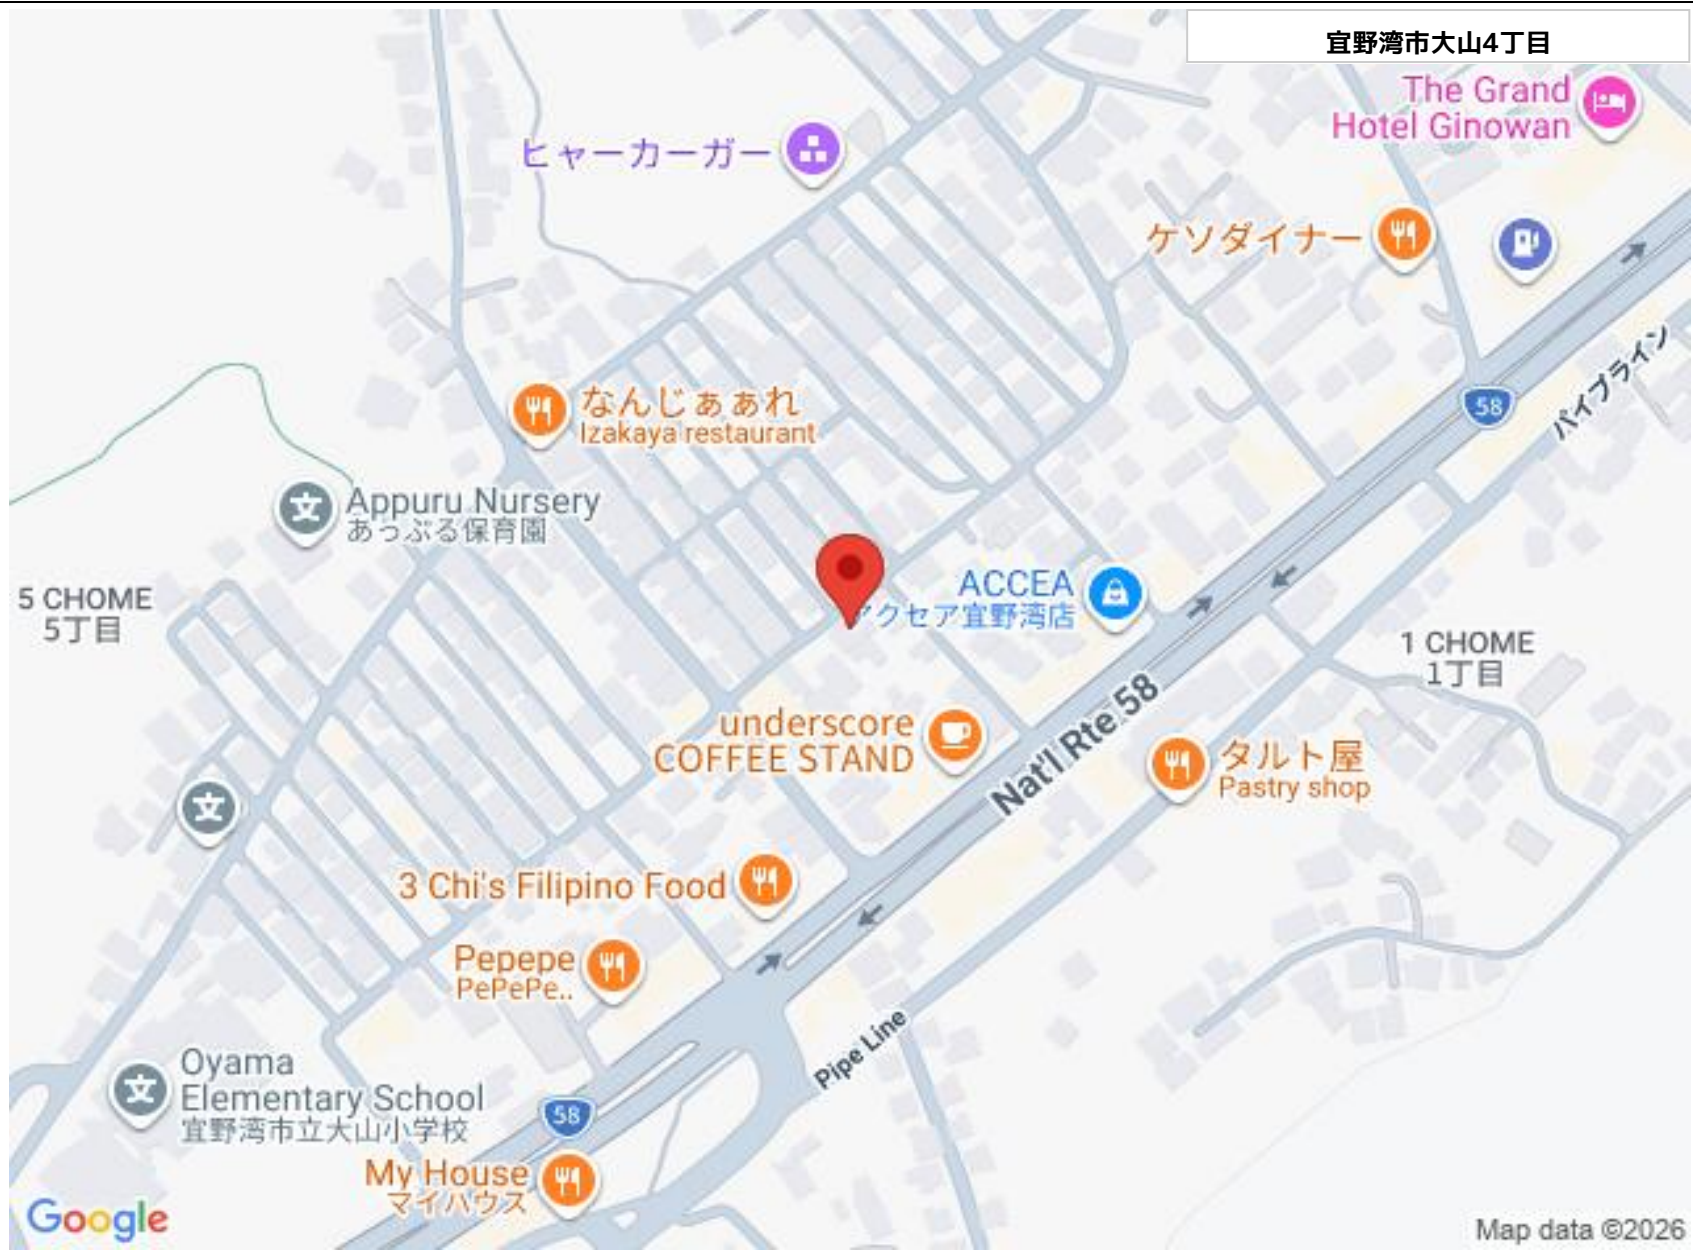 宜野湾市大山4丁目
The Grand
Hotel Ginowan
ヒャーカーガー
ケソダイナー
58
パイプライン
なんじぁぁれ
Izakaya restaurant
Appuru Nursery
あっぷる保育園
5 CHOME
5丁目
ACCEA
アクセア宜野湾店
1 CHOME
1丁目
underscore
COFFEE STAND
Nat'l Rte 58
タルト屋
Pastry shop
3 Chi's Filipino Food
Pepepe
PePePe..
Pipe Line
Oyama
Elementary School
宜野湾市立大山小学校
58
My House
マイハウス
文
文
文
Google
Map data ©2026